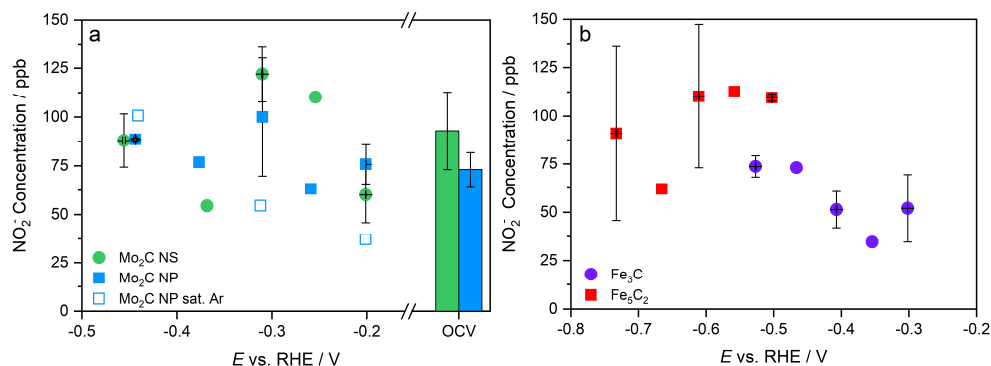 a
NO₂⁻ Concentration / ppb
150
125
100
75
50
25
0
Mo₂C NS
Mo₂C NP
Mo₂C NP sat. Ar
-0.5
-0.4
-0.3
-0.2
OCV
E vs. RHE / V
b
NO₂⁻ Concentration / ppb
150
125
100
75
50
25
0
Fe₃C
Fe₅C₂
-0.8
-0.7
-0.6
-0.5
-0.4
-0.3
-0.2
E vs. RHE / V